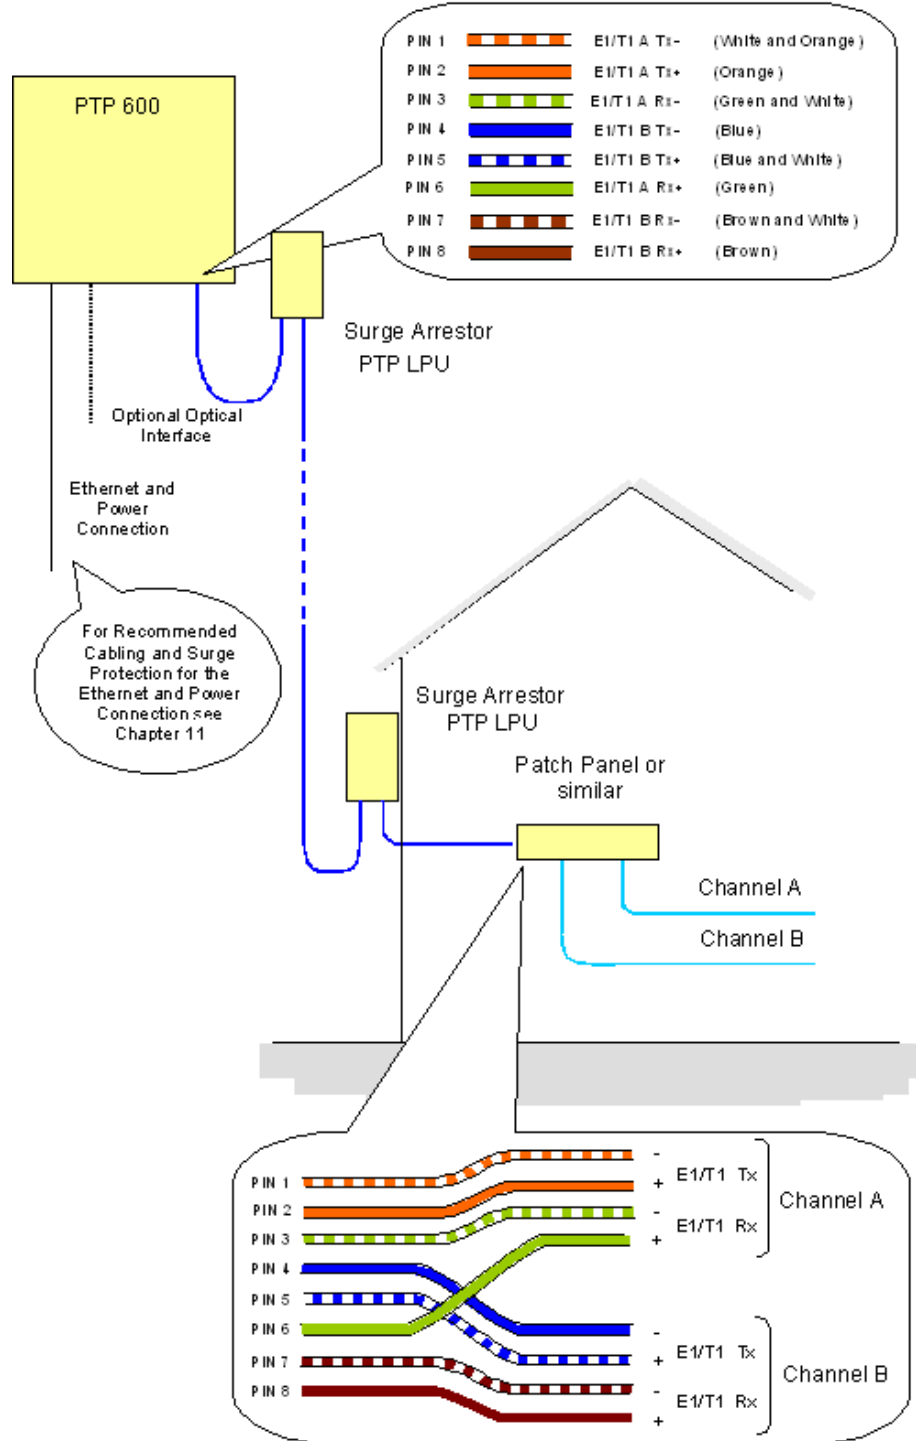 PIN 1 E1/T1 A Tx- (White and Orange)
PIN 2 E1/T1 A Tx+ (Orange)
PIN 3 E1/T1 A Rx- (Green and White)
PIN 4 E1/T1 B Tx- (Blue)
PIN 5 E1/T1 B Tx+ (Blue and White)
PIN 6 E1/T1 A Rx+ (Green)
PIN 7 E1/T1 B Rx- (Brown and White)
PIN 8 E1/T1 B Rx+ (Brown)
PTP 600
Surge Arrestor
PTP LPU
Optional Optical
Interface
Ethernet and
Power
Connection
For Recommended
Cabling and Surge
Protection for the
Ethernet and Power
Connection see
Chapter 11
Surge Arrestor
PTP LPU
Patch Panel or
similar
Channel A
Channel B
PIN 1
PIN 2
PIN 3
PIN 4
PIN 5
PIN 6
PIN 7
PIN 8
-
+ E1/T1 Tx
-
+ E1/T1 Rx
Channel A
-
+ E1/T1 Tx
-
+ E1/T1 Rx
Channel B